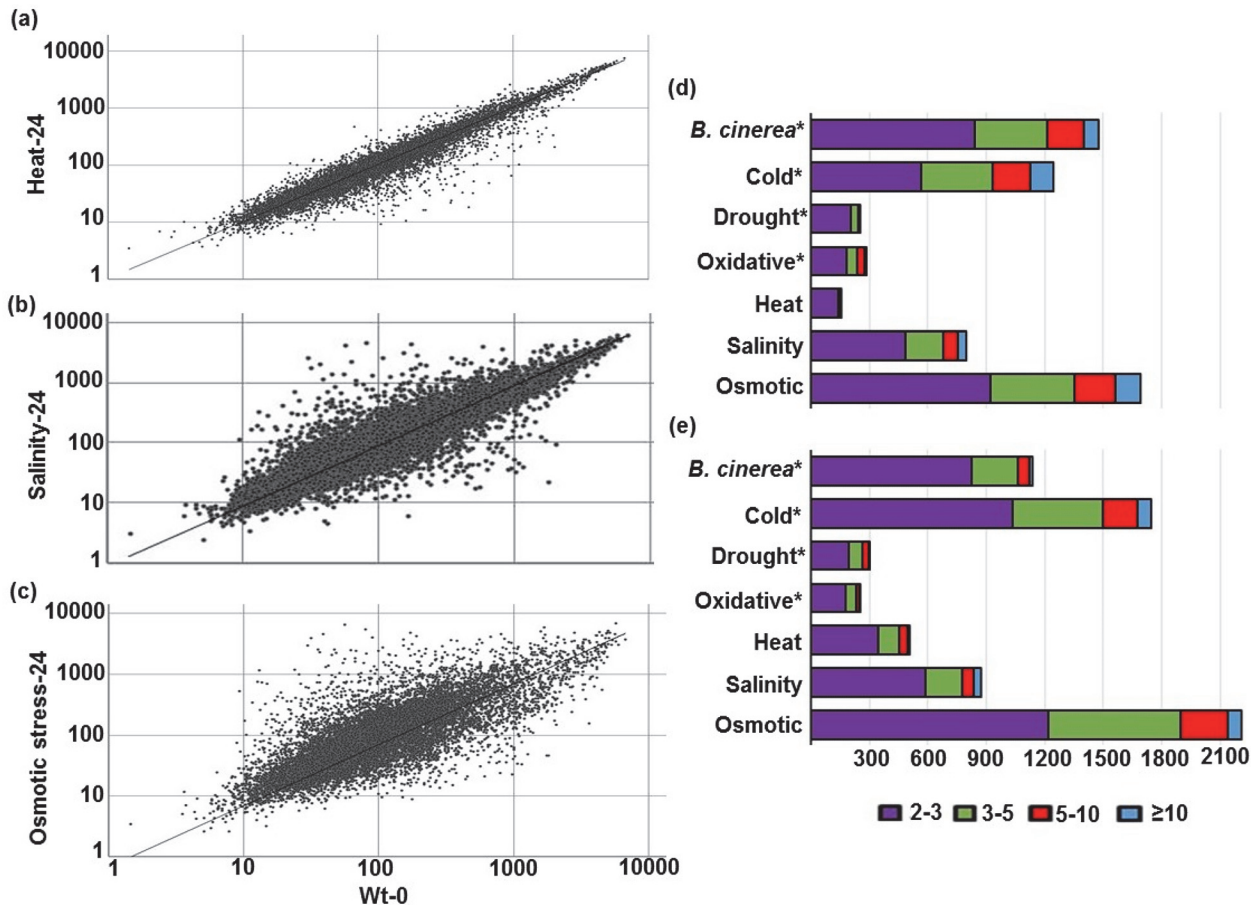 (a)
Heat-24
10000
1000
100
10
1
(b)
Salinity-24
10000
1000
100
10
1
(c)
Osmotic stress-24
10000
1000
100
10
1
1 10 100 1000 10000
Wt-0
(d)
B. cinerea*
Cold*
Drought*
Oxidative*
Heat
Salinity
Osmotic
(e)
B. cinerea*
Cold*
Drought*
Oxidative*
Heat
Salinity
Osmotic
300 600 900 1200 1500 1800 2100
2-3 3-5 5-10 ≥10